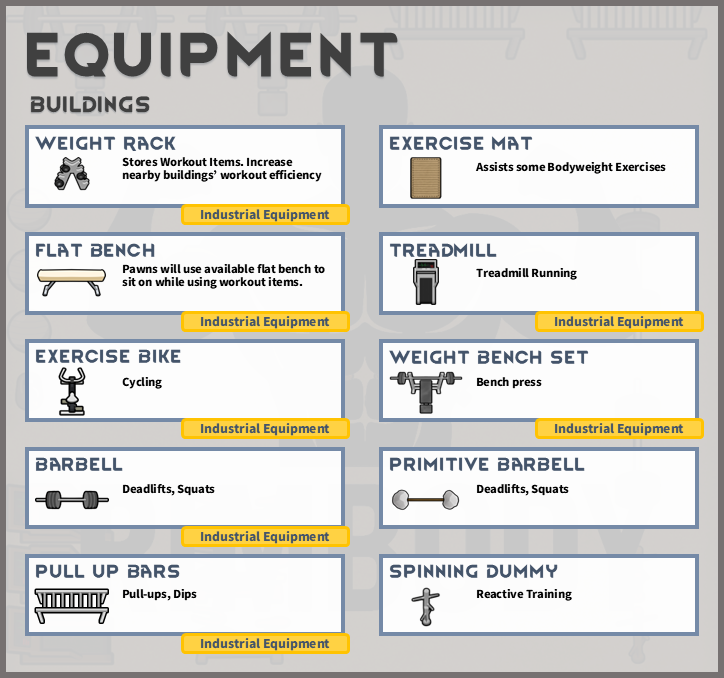 EQUIPMENT
BUILDINGS
WEIGHT RACK
Stores Workout Items. Increase
nearby buildings’ workout efficiency
Industrial Equipment
EXERCISE MAT
Assists some Bodyweight Exercises
FLAT BENCH
Pawns will use available flat bench to
sit on while using workout items.
Industrial Equipment
TREADMILL
Treadmill Running
Industrial Equipment
EXERCISE BIKE
Cycling
Industrial Equipment
WEIGHT BENCH SET
Bench press
Industrial Equipment
BARBELL
Deadlifts, Squats
Industrial Equipment
PRIMITIVE BARBELL
Deadlifts, Squats
PULL UP BARS
Pull-ups, Dips
Industrial Equipment
SPINNING DUMMY
Reactive Training